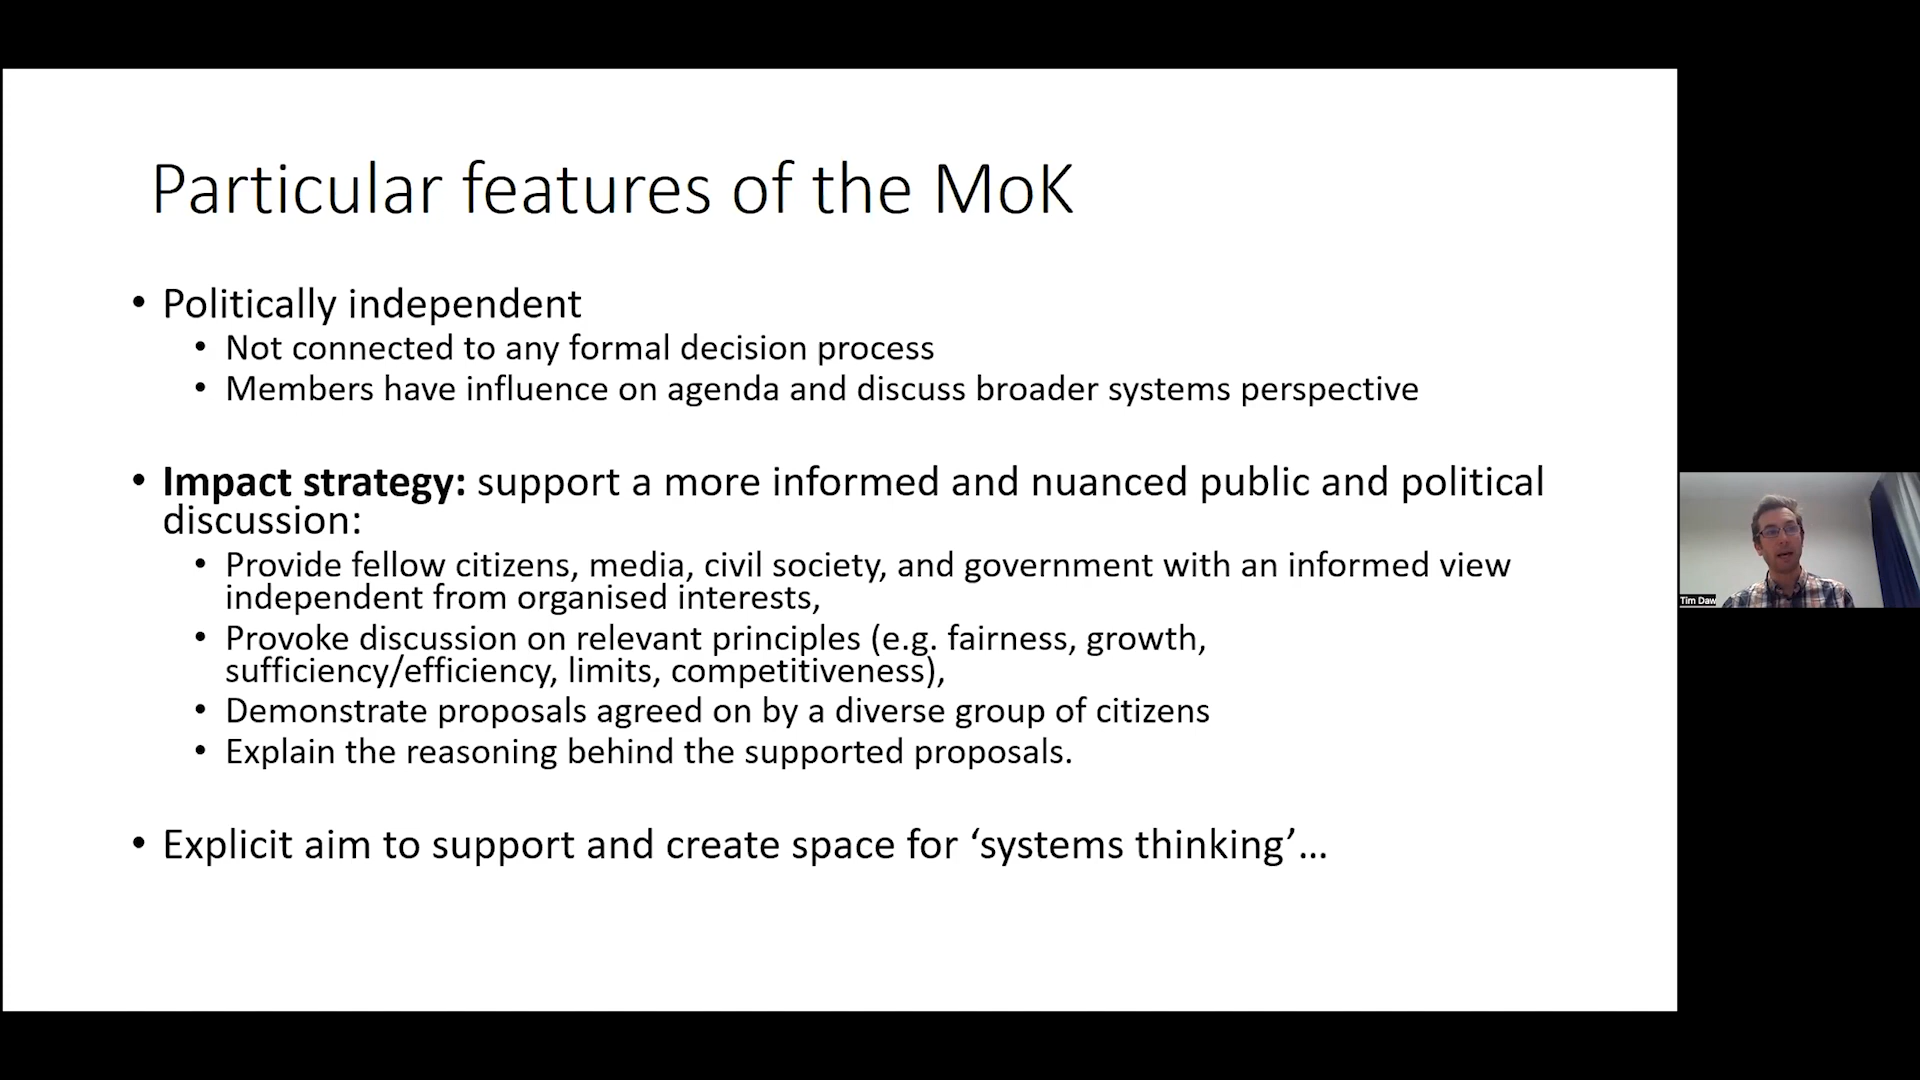 Particular features of the MoK
• Politically independent
• Not connected to any formal decision process
• Members have influence on agenda and discuss broader systems perspective
• Impact strategy: support a more informed and nuanced public and political
discussion:
• Provide fellow citizens, media, civil society, and government with an informed view
independent from organised interests,
• Provoke discussion on relevant principles (e.g. fairness, growth,
sufficiency/efficiency, limits, competitiveness),
• Demonstrate proposals agreed on by a diverse group of citizens
• Explain the reasoning behind the supported proposals.
• Explicit aim to support and create space for ‘systems thinking’...
Tim Daw